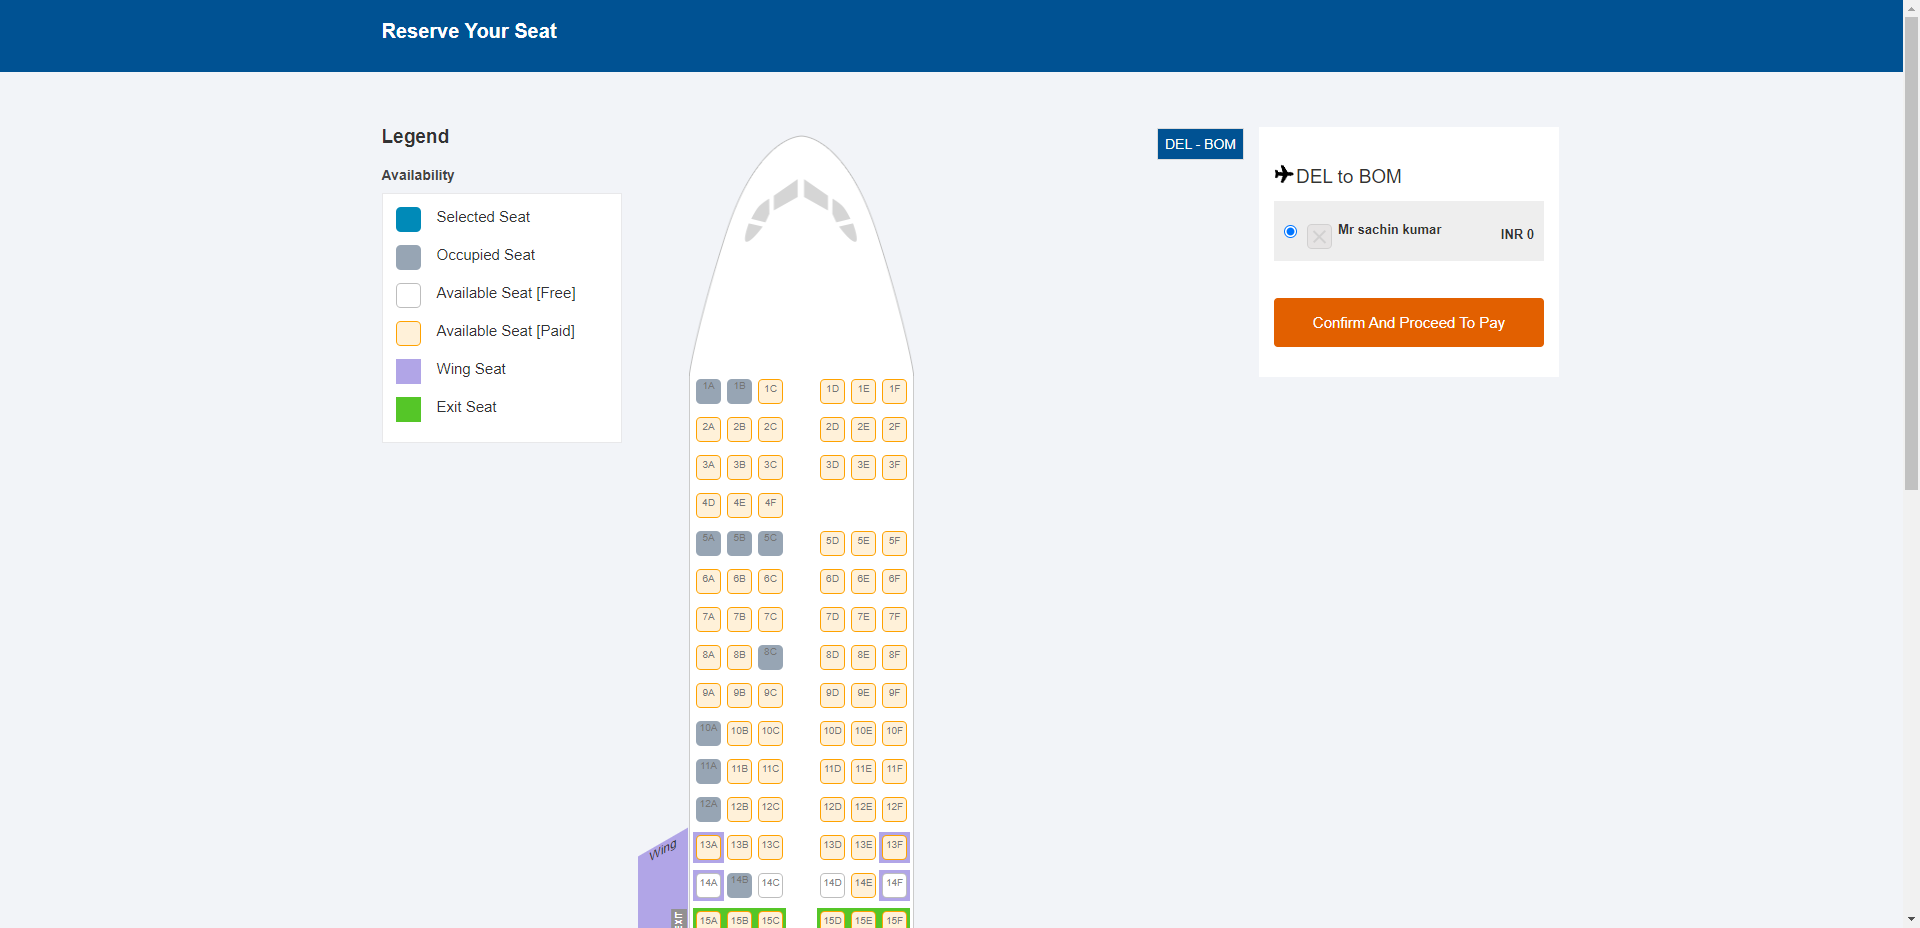 Reserve Your Seat
Legend
Availability
Selected Seat
Occupied Seat
Available Seat [Free]
Available Seat [Paid]
Wing Seat
Exit Seat
DEL - BOM
DEL to BOM
Mr sachin kumar INR 0
Confirm And Proceed To Pay
1A 1B 1C 1D 1E 1F
2A 2B 2C 2D 2E 2F
3A 3B 3C 3D 3E 3F
4D 4E 4F
5A 5B 5C 5D 5E 5F
6A 6B 6C 6D 6E 6F
7A 7B 7C 7D 7E 7F
8A 8B 8C 8D 8E 8F
9A 9B 9C 9D 9E 9F
10A 10B 10C 10D 10E 10F
11A 11B 11C 11D 11E 11F
12A 12B 12C 12D 12E 12F
Wing
13A 13B 13C 13D 13E 13F
14A 14B 14C 14D 14E 14F
EXIT
15A 15B 15C 15D 15E 15F